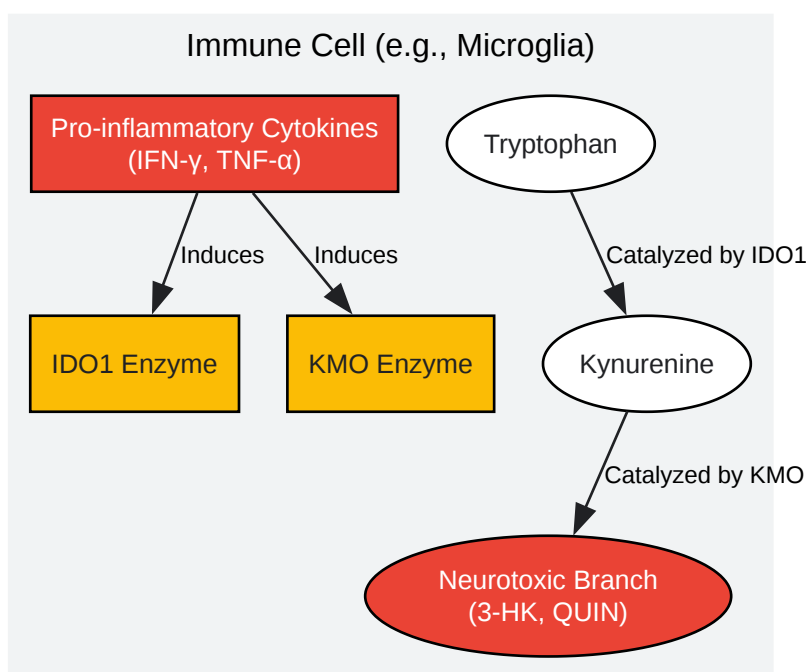 Immune Cell (e.g., Microglia)
Pro-inflammatory Cytokines
(IFN-γ, TNF-α)
Tryptophan
Induces
Induces
Catalyzed by IDO1
IDO1 Enzyme
KMO Enzyme
Kynurenine
Catalyzed by KMO
Neurotoxic Branch
(3-HK, QUIN)